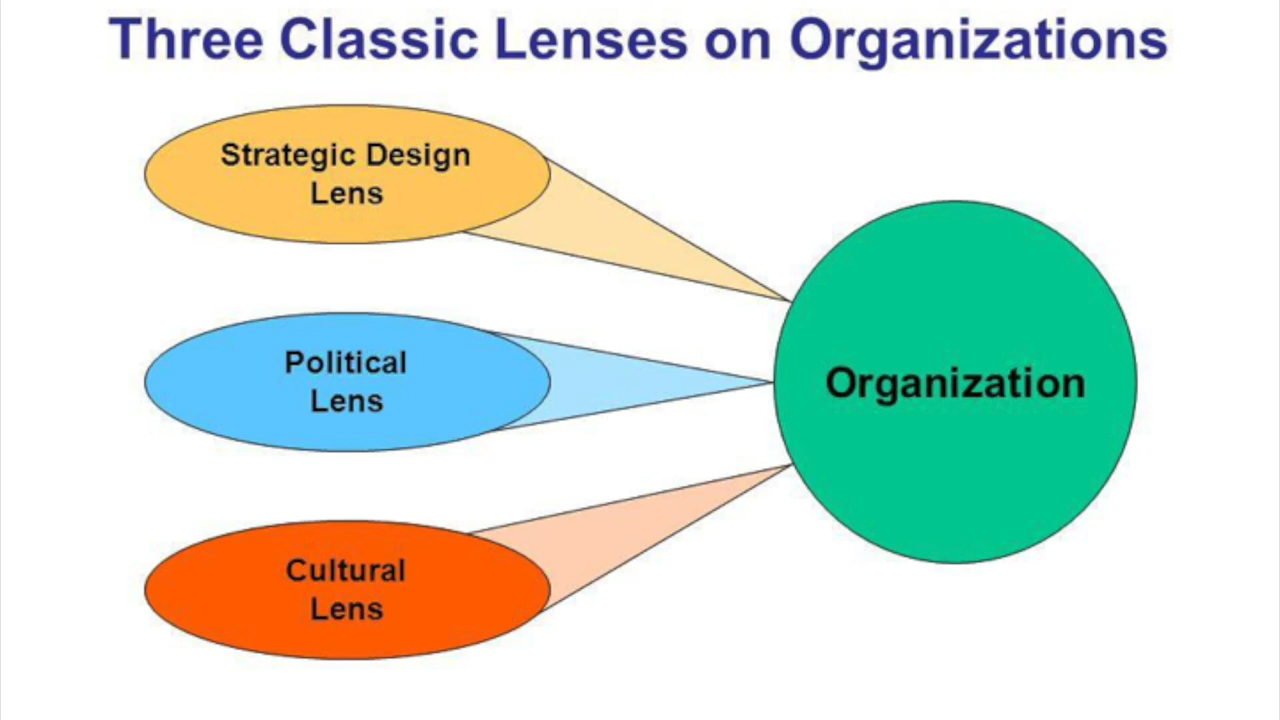 Three Classic Lenses on Organizations
Strategic Design
Lens
Political
Lens
Organization
Cultural
Lens